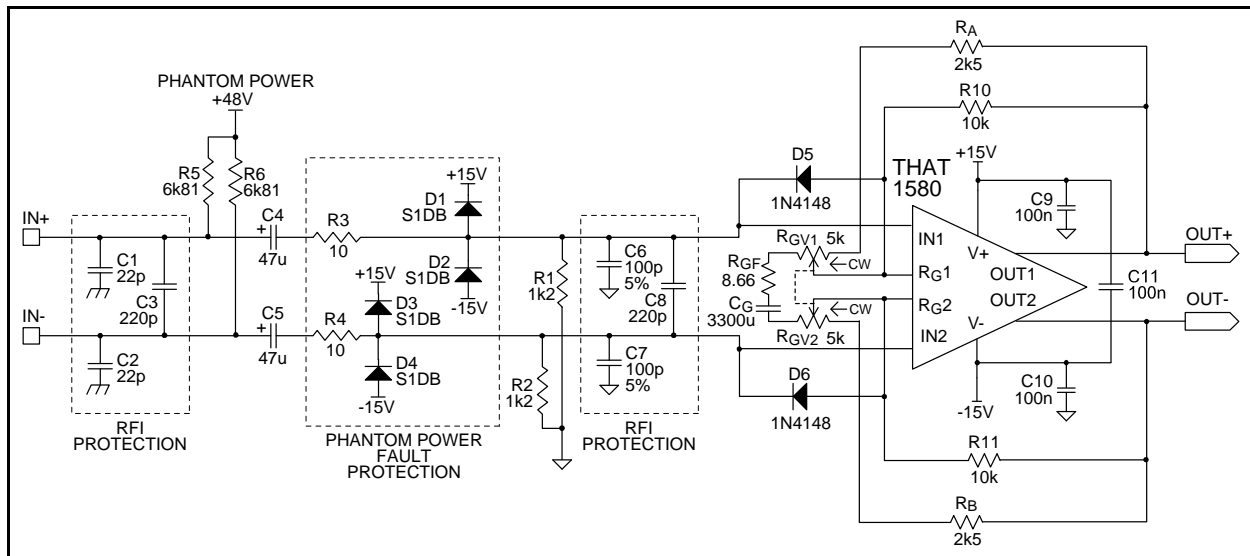 PHANTOM POWER
+48V
R5
6k81
R6
6k81
IN+
IN-
C1
22p
C2
22p
C3
220p
RFI
PROTECTION
C4
+
47u
C5
+
47u
R3
10
R4
10
+15V
D1
S1DB
D2
S1DB
-15V
+15V
D3
S1DB
D4
S1DB
-15V
PHANTOM POWER
FAULT
PROTECTION
R1
1k2
R2
1k2
C6
100p
5%
C8
220p
C7
100p
5%
RFI
PROTECTION
D5
1N4148
D6
1N4148
RGV1 5k
CW
RGF
8.66
CG
3300u
CW
RGV2 5k
RA
2k5
R10
10k
THAT
1580
+15V
IN1
RG1
RG2
IN2
V+
OUT1
OUT2
V-
-15V
C9
100n
C10
100n
C11
100n
OUT+
OUT-
R11
10k
RB
2k5